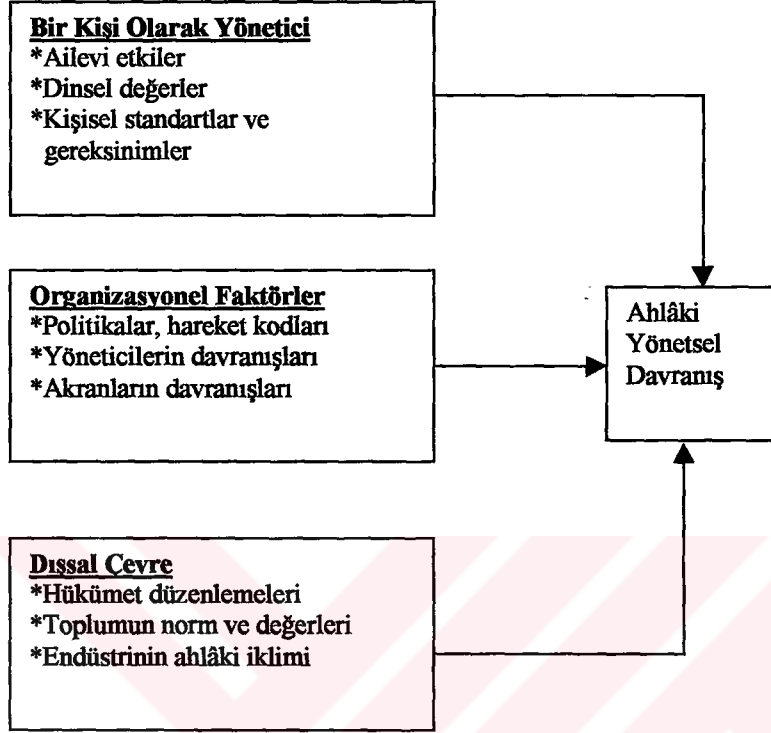 Bir Kişi Olarak Yönetici
*Ailevi etkiler
*Dinsel değerler
*Kişisel standartlar ve
gereksinimler
Organizasyonel Faktörler
*Politikalar, hareket kodları
*Yöneticilerin davranışları
*Akranların davranışları
Ahlâki
Yönetsel
Davranış
Dışsal Çevre
*Hükümet düzenlemeleri
*Toplumun norm ve değerleri
*Endüstrinin ahlâki iklimi